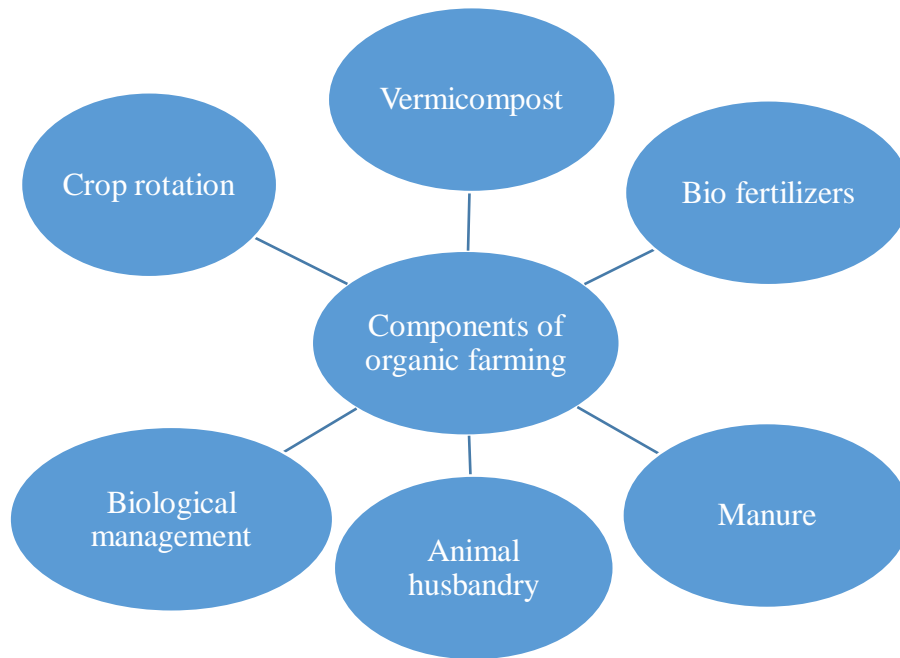 Vermicompost
Crop rotation
Bio fertilizers
Components of
organic farming
Biological
management
Manure
Animal
husbandry